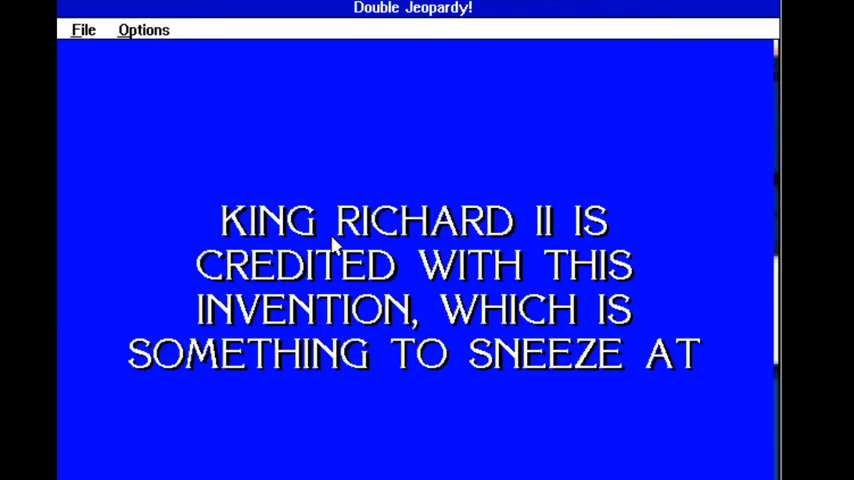 Double Jeopardy!
File Options
KING RICHARD II IS
CREDITED WITH THIS
INVENTION, WHICH IS
SOMETHING TO SNEEZE AT